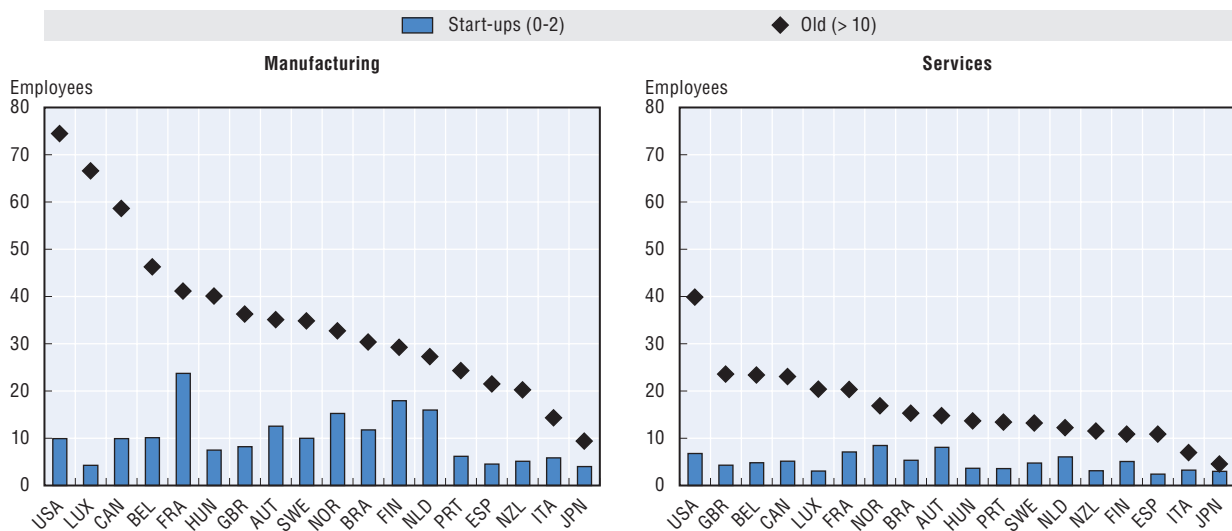 Start-ups (0-2) Old (> 10)
Manufacturing
Employees
80
70
60
50
40
30
20
10
0
USA LUX CAN BEL FRA HUN GBR AUT SWE NOR BRA FIN NLD PRT ESP NZL ITA JPN
Services
Employees
80
70
60
50
40
30
20
10
0
USA GBR BEL CAN LUX FRA NOR BRA AUT HUN PRT SWE NLD NZL FIN ESP ITA JPN